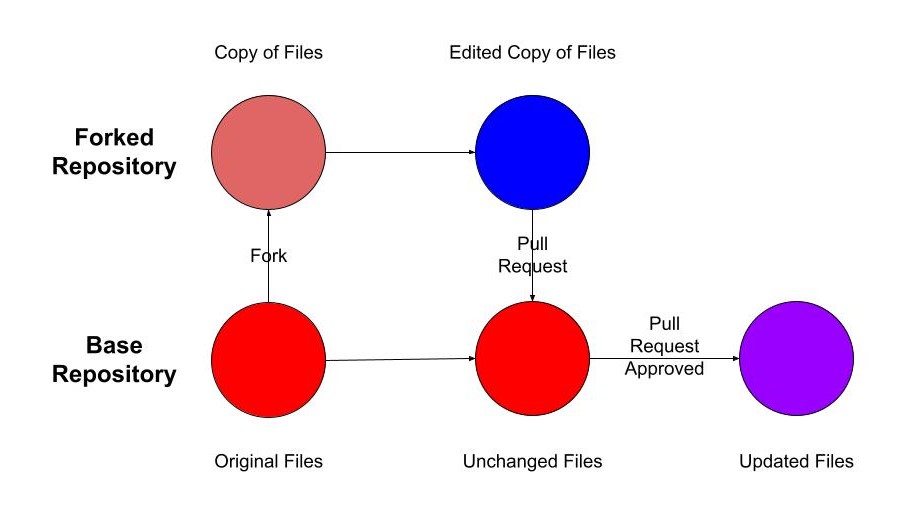 Copy of Files
Edited Copy of Files
Forked
Repository
Fork
Pull
Request
Base
Repository
Pull
Request
Approved
Original Files
Unchanged Files
Updated Files